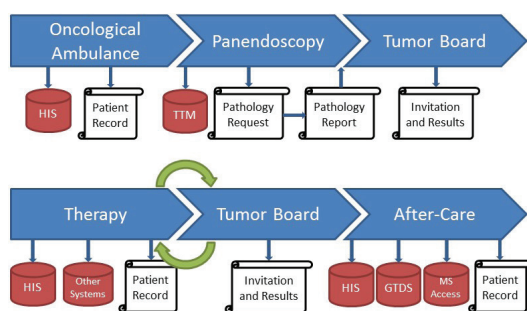 Oncological
Ambulance
Panendoscopy
Tumor Board
HIS
Patient
Record
TTM
Pathology
Request
Pathology
Report
Invitation
and Results
Therapy
Tumor Board
After-Care
HIS
Other
Systems
Patient
Record
Invitation
and Results
HIS
GTDS
MS
Access
Patient
Record